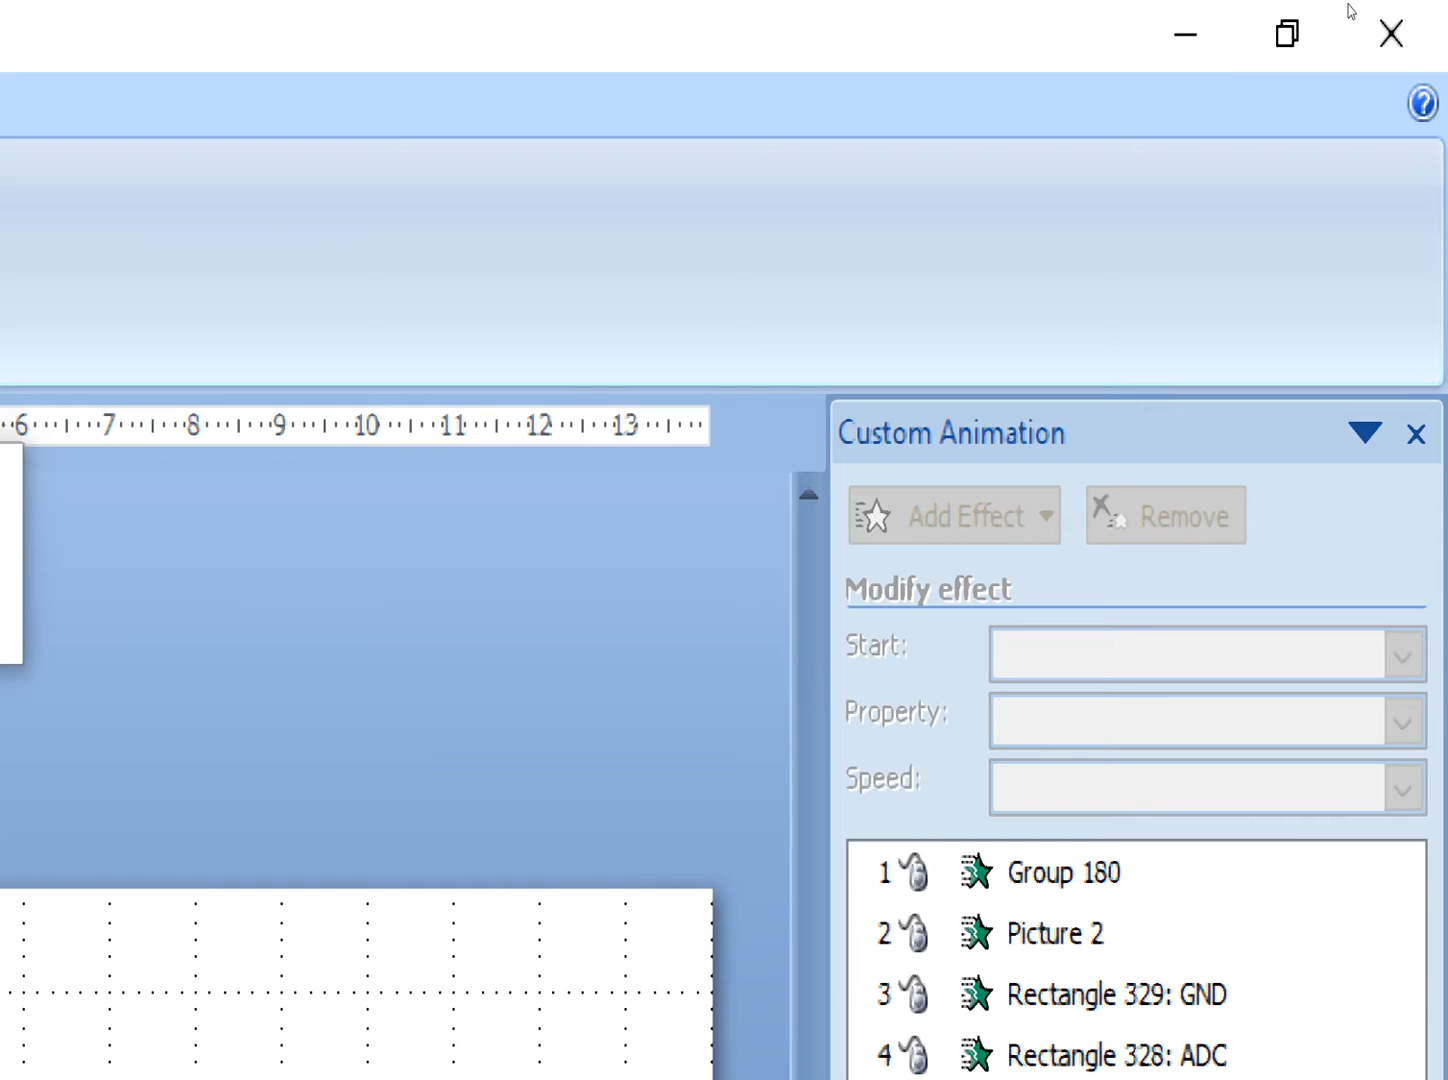 6 7 8 9 10 11 12 13
Custom Animation
Add Effect Remove
Modify effect
Start:
Property:
Speed:
1 Group 180
2 Picture 2
3 Rectangle 329: GND
4 Rectangle 328: ADC